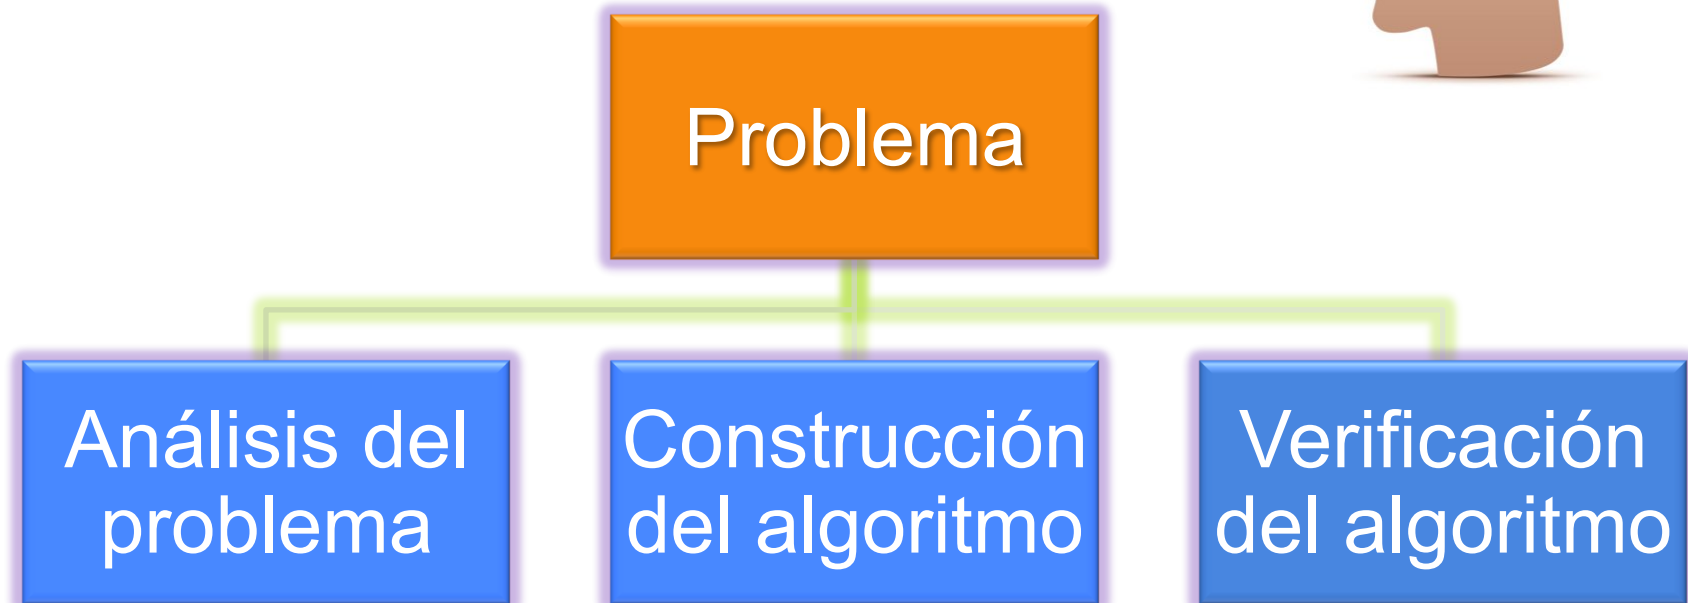 Problema
Análisis del
problema
Construcción
del algoritmo
Verificación
del algoritmo